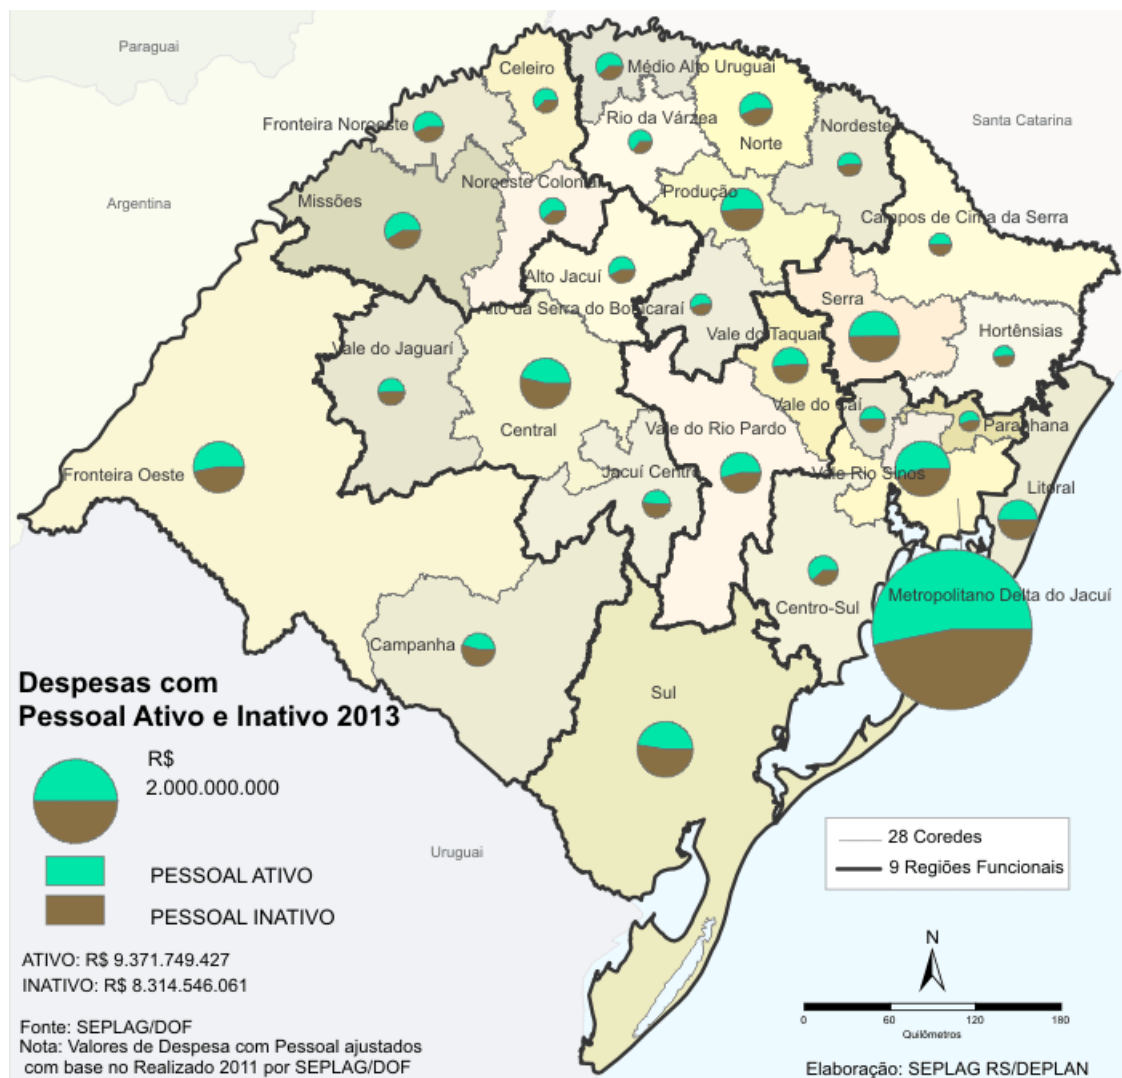 Paraguai
Celeiro
Médio Alto Uruguai
Fronteira Noroeste
Rio da Várzea
Norte
Nordeste
Santa Catarina
Argentina
Missões
Noroeste Colonial
Produção
Campos de Cima da Serra
Alto Jacuí
Alto da Serra do Botucaraí
Serra
Hortênsias
Vale do Jaguarí
Vale do Taquari
Vale do Caí
Paranhana
Central
Vale do Rio Pardo
Fronteira Oeste
Jacuí Centro
Vale Rio Sinos
Litoral
Metropolitano Delta do Jacuí
Centro-Sul
Campanha
Sul
Despesas com
Pessoal Ativo e Inativo 2013
R$
2.000.000.000
PESSOAL ATIVO
PESSOAL INATIVO
Uruguai
28 Coredes
9 Regiões Funcionais
ATIVO: R$ 9.371.749.427
INATIVO: R$ 8.314.546.061
N
0 60 120 180
Quilômetros
Fonte: SEPLAG/DOF
Nota: Valores de Despesa com Pessoal ajustados
com base no Realizado 2011 por SEPLAG/DOF
Elaboração: SEPLAG RS/DEPLAN